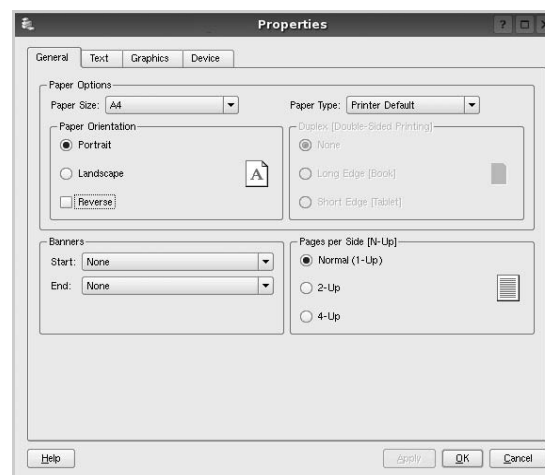 Properties
General Text Graphics Device
Paper Options
Paper Size: A4 Paper Type: Printer Default
Paper Orientation
Portrait
Landscape
A
Reverse
Duplex [Double-Sided Printing]
None
Long Edge [Book]
Short Edge [Tablet]
Banners
Start: None
End: None
Pages per Side [N-Up]
Normal (1-Up)
2-Up
4-Up
Help Apply OK Cancel